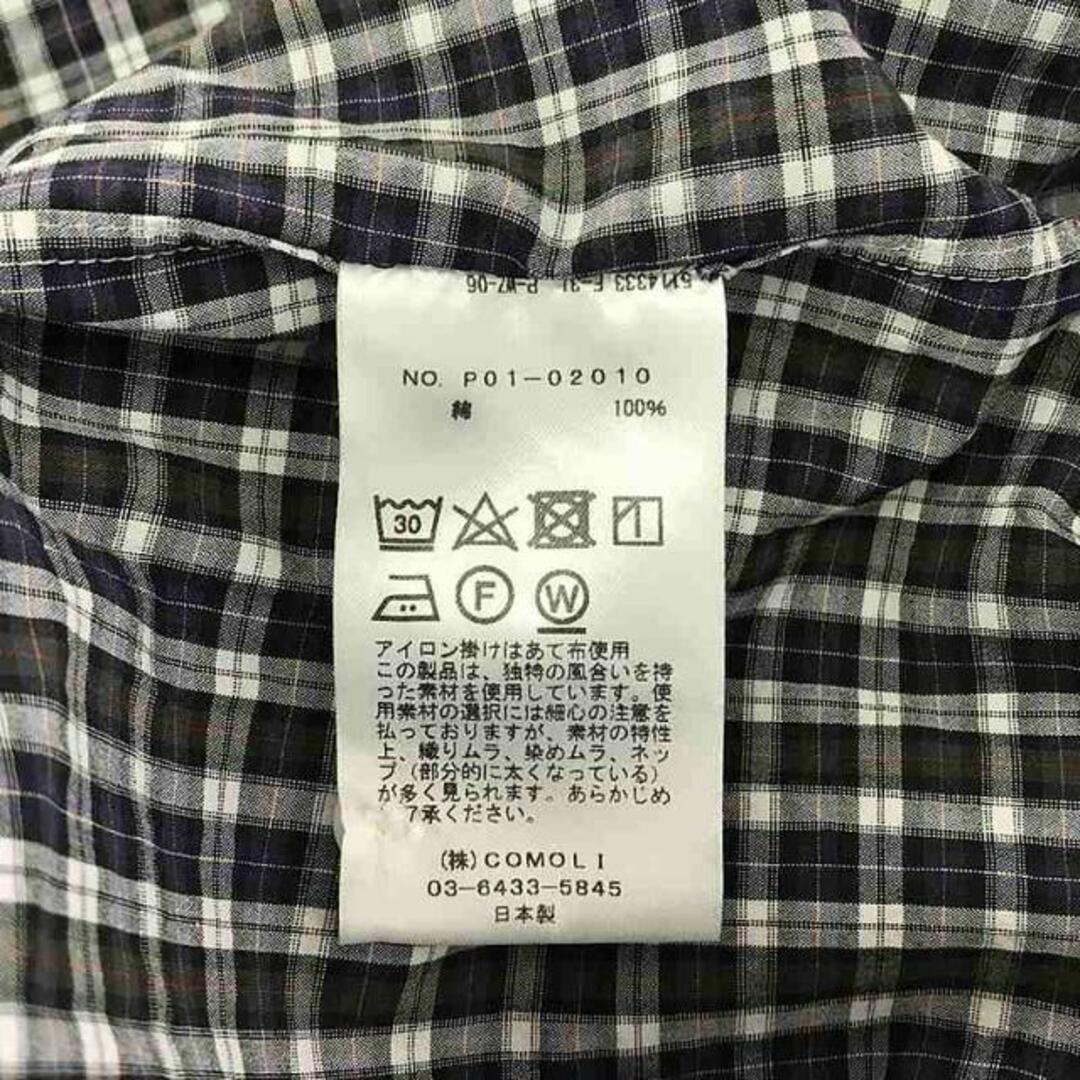 P-WZ-06
NO. P01-02010
綿 100%
30
F
W
アイロン掛けはあて布使用
この製品は、独特の風合いを持
った素材を使用しています。使
用素材の選択には細心の注意を
払っておりますが、素材の特性
上、織りムラ、染めムラ、ネッ
プ(部分的に太くなっている)
が多く見られます。あらかじめ
了承ください。
(株)COMOLI
03-6433-5845
日本製